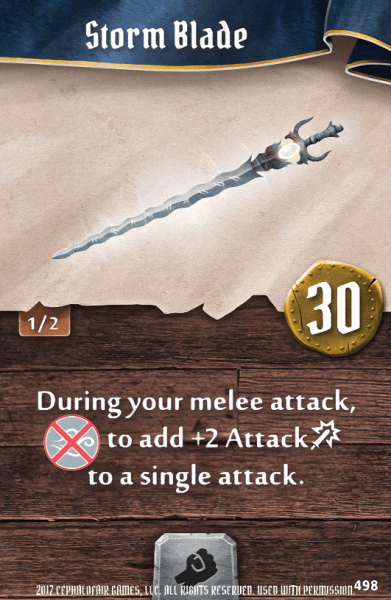 Storm Blade
30
1/2
During your melee attack,
to add +2 Attack
to a single attack.
2017 Cephalofair Games, LLC. All rights reserved. Used with permission.
498